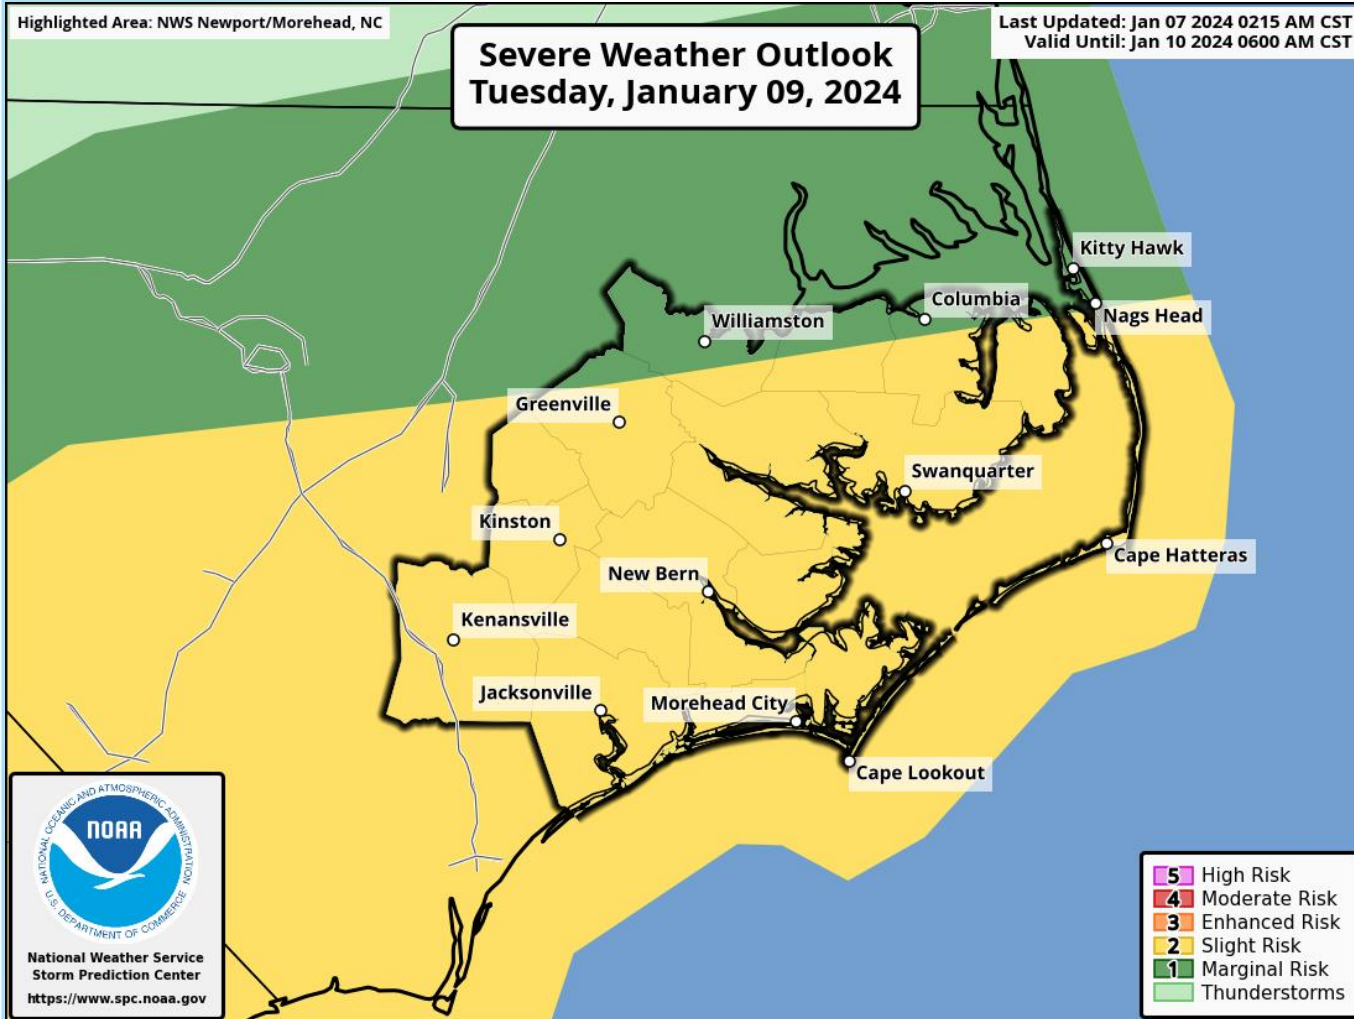 Highlighted Area: NWS Newport/Morehead, NC
Last Updated: Jan 07 2024 0215 AM CST
Valid Until: Jan 10 2024 0600 AM CST
Severe Weather Outlook
Tuesday, January 09, 2024
Kitty Hawk
Columbia
Nags Head
Williamston
Greenville
Swanquarter
Kinston
Cape Hatteras
New Bern
Kenansville
Jacksonville
Morehead City
Cape Lookout
NATIONAL OCEANIC AND ATMOSPHERIC ADMINISTRATION
NOAA
U.S. DEPARTMENT OF COMMERCE
National Weather Service
Storm Prediction Center
https://www.spc.noaa.gov
5 High Risk
4 Moderate Risk
3 Enhanced Risk
2 Slight Risk
1 Marginal Risk
Thunderstorms